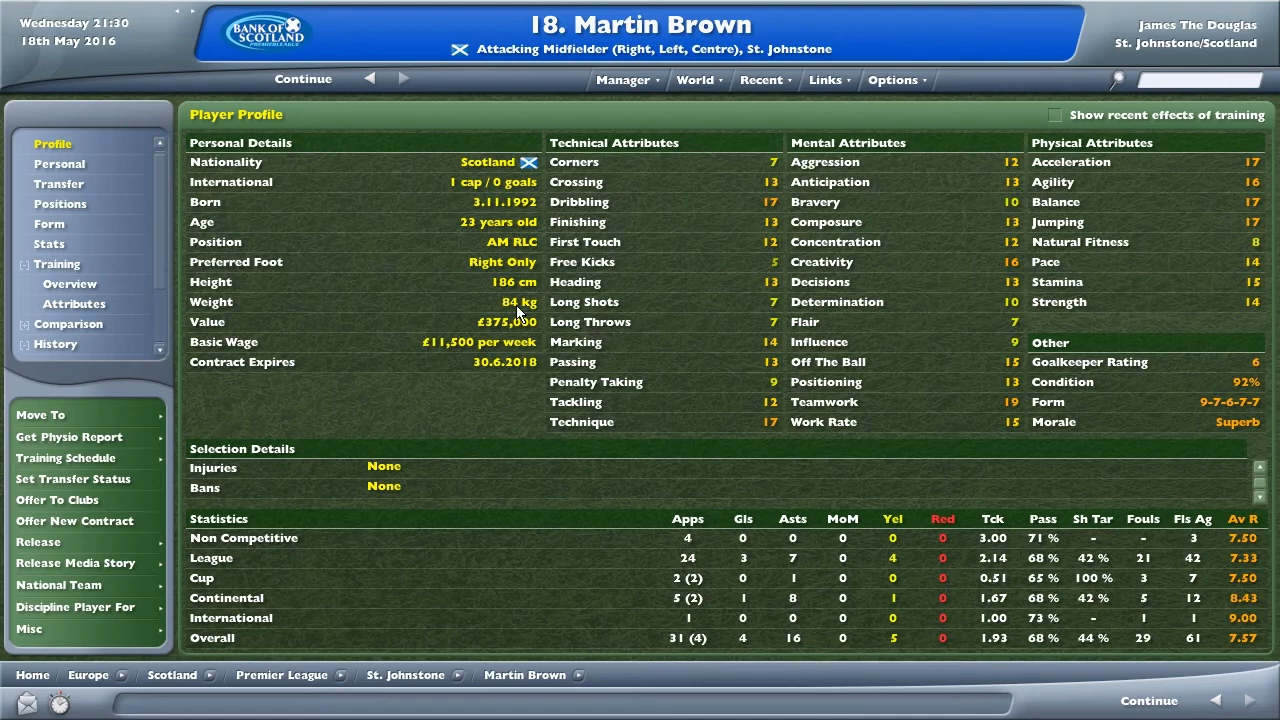 Wednesday 21:30
18th May 2016
BANK OF SCOTLAND
PREMIERLEAGUE
18. Martin Brown
Attacking Midfielder (Right, Left, Centre), St. Johnstone
James The Douglas
St. Johnstone/Scotland
Continue
Manager World Recent Links Options
Profile
Personal
Transfer
Positions
Form
Stats
Training
Overview
Attributes
Comparison
History
Move To
Get Physio Report
Training Schedule
Set Transfer Status
Offer To Clubs
Offer New Contract
Release
Release Media Story
National Team
Discipline Player For
Misc
Player Profile
Show recent effects of training
Personal Details
Nationality Scotland
International 1 cap / 0 goals
Born 3.11.1992
Age 23 years old
Position AM RLC
Preferred Foot Right Only
Height 186 cm
Weight 84 kg
Value £375,000
Basic Wage £11,500 per week
Contract Expires 30.6.2018
Technical Attributes
Corners 7
Crossing 13
Dribbling 17
Finishing 13
First Touch 12
Free Kicks 5
Heading 13
Long Shots 7
Long Throws 7
Marking 14
Passing 13
Penalty Taking 9
Tackling 12
Technique 17
Mental Attributes
Aggression 12
Anticipation 13
Bravery 10
Composure 13
Concentration 12
Creativity 16
Decisions 13
Determination 10
Flair 7
Influence 9
Off The Ball 15
Positioning 13
Teamwork 19
Work Rate 15
Physical Attributes
Acceleration 17
Agility 16
Balance 17
Jumping 17
Natural Fitness 8
Pace 14
Stamina 15
Strength 14
Other
Goalkeeper Rating 6
Condition 92%
Form 9-7-6-7-7
Morale Superb
Selection Details
Injuries None
Bans None
Statistics Apps Gls Asts MoM Yel Red Tck Pass Sh Tar Fouls Fls Ag Av R
Non Competitive 4 0 0 0 0 0 3.00 71 % - - 3 7.50
League 24 3 7 0 4 0 2.14 68 % 42 % 21 42 7.33
Cup 2 (2) 0 1 0 0 0 0.51 65 % 100 % 3 7 7.50
Continental 5 (2) 1 8 0 1 0 1.67 68 % 42 % 5 12 8.43
International 1 0 0 0 0 0 1.00 73 % - 1 1 9.00
Overall 31 (4) 4 16 0 5 0 1.93 68 % 44 % 29 61 7.57
Home Europe Scotland Premier League St. Johnstone Martin Brown
Continue